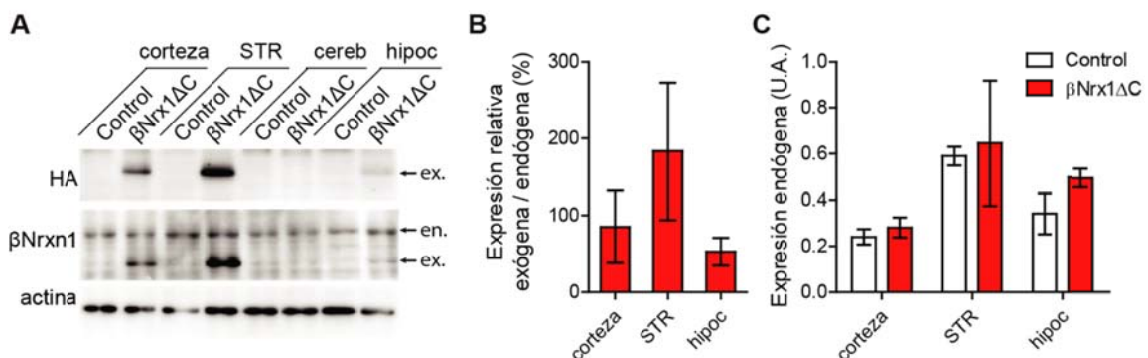 A
corteza STR cereb hipoc
Control βNrx1ΔC Control βNrx1ΔC Control βNrx1ΔC Control βNrx1ΔC
HA
ex.
βNrxn1
en.
ex.
actina
B
Expresión relativa
exógena / endógena (%)
300
200
100
0
corteza STR hipoc
C
Expresión endógena (U.A.)
1.0
0.8
0.6
0.4
0.2
0.0
corteza STR hipoc
Control
βNrx1ΔC